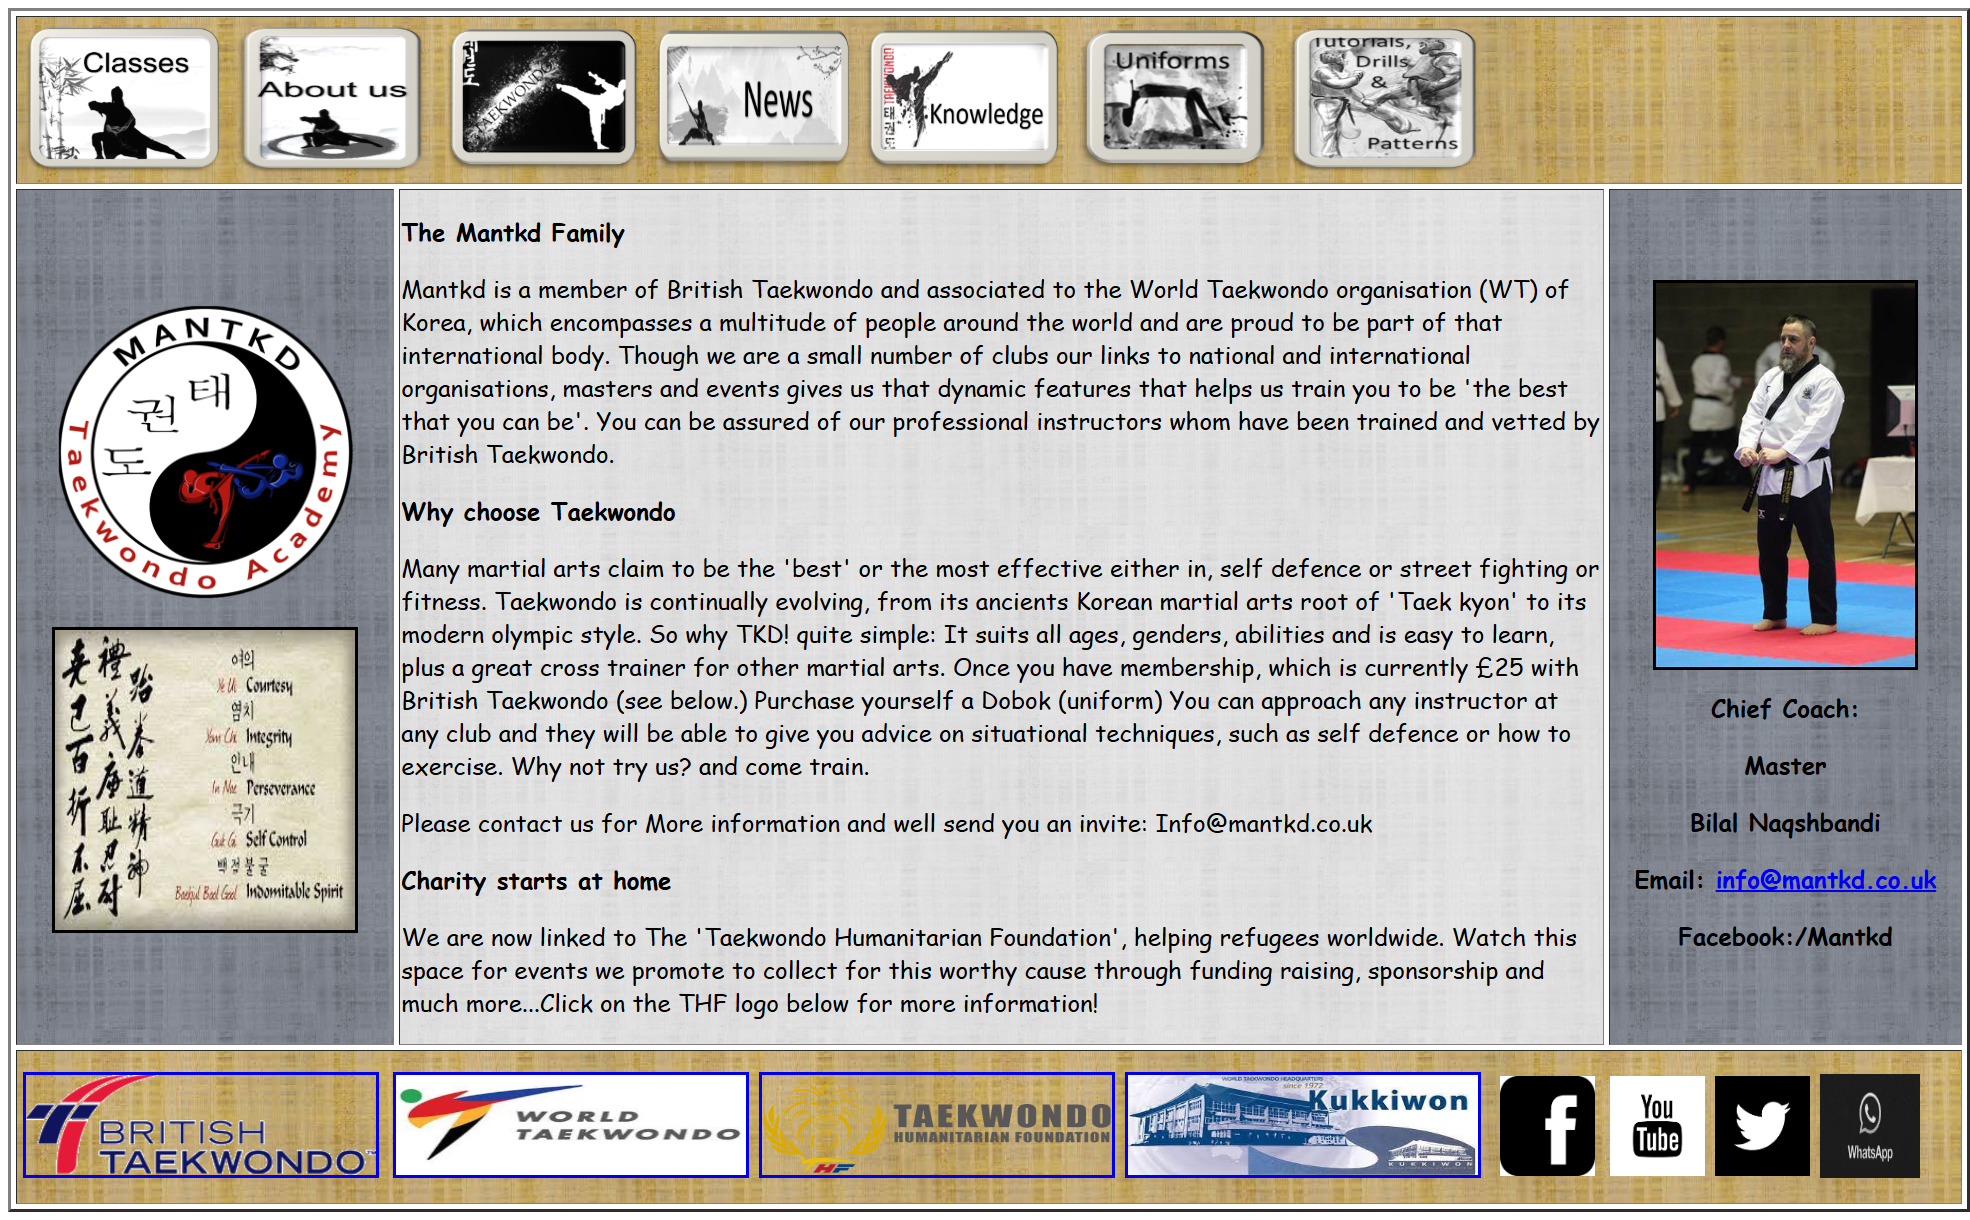 Classes
About us
TAEKWONDO
News
TAEKWONDO
태권도
Knowledge
Uniforms
Tutorials,
Drills
&
Patterns
MANTKD
태
권
도
Taekwondo Academy
여의
Ye Ui Courtesy
염치
Yom Chi Integrity
인내
In Nae Perseverance
극기
Guk Gi Self Control
백절불굴
Baekjul Bool Gool Indomitable Spirit
The Mantkd Family
Mantkd is a member of British Taekwondo and associated to the World Taekwondo organisation (WT) of
Korea, which encompasses a multitude of people around the world and are proud to be part of that
international body. Though we are a small number of clubs our links to national and international
organisations, masters and events gives us that dynamic features that helps us train you to be 'the best
that you can be'. You can be assured of our professional instructors whom have been trained and vetted by
British Taekwondo.
Why choose Taekwondo
Many martial arts claim to be the 'best' or the most effective either in, self defence or street fighting or
fitness. Taekwondo is continually evolving, from its ancients Korean martial arts root of 'Taek kyon' to its
modern olympic style. So why TKD! quite simple: It suits all ages, genders, abilities and is easy to learn,
plus a great cross trainer for other martial arts. Once you have membership, which is currently £25 with
British Taekwondo (see below.) Purchase yourself a Dobok (uniform) You can approach any instructor at
any club and they will be able to give you advice on situational techniques, such as self defence or how to
exercise. Why not try us? and come train.
Please contact us for More information and well send you an invite: Info@mantkd.co.uk
Charity starts at home
We are now linked to The 'Taekwondo Humanitarian Foundation', helping refugees worldwide. Watch this
space for events we promote to collect for this worthy cause through funding raising, sponsorship and
much more...Click on the THF logo below for more information!
Chief Coach:
Master
Bilal Naqshbandi
Email: info@mantkd.co.uk
Facebook:/Mantkd
BRITISH
TAEKWONDO
WORLD
TAEKWONDO
TAEKWONDO
HUMANITARIAN FOUNDATION
HF
WORLD TAEKWONDO HEADQUARTERS
since 1972
Kukkiwon
KUKKIWON
f
You
Tube
WhatsApp